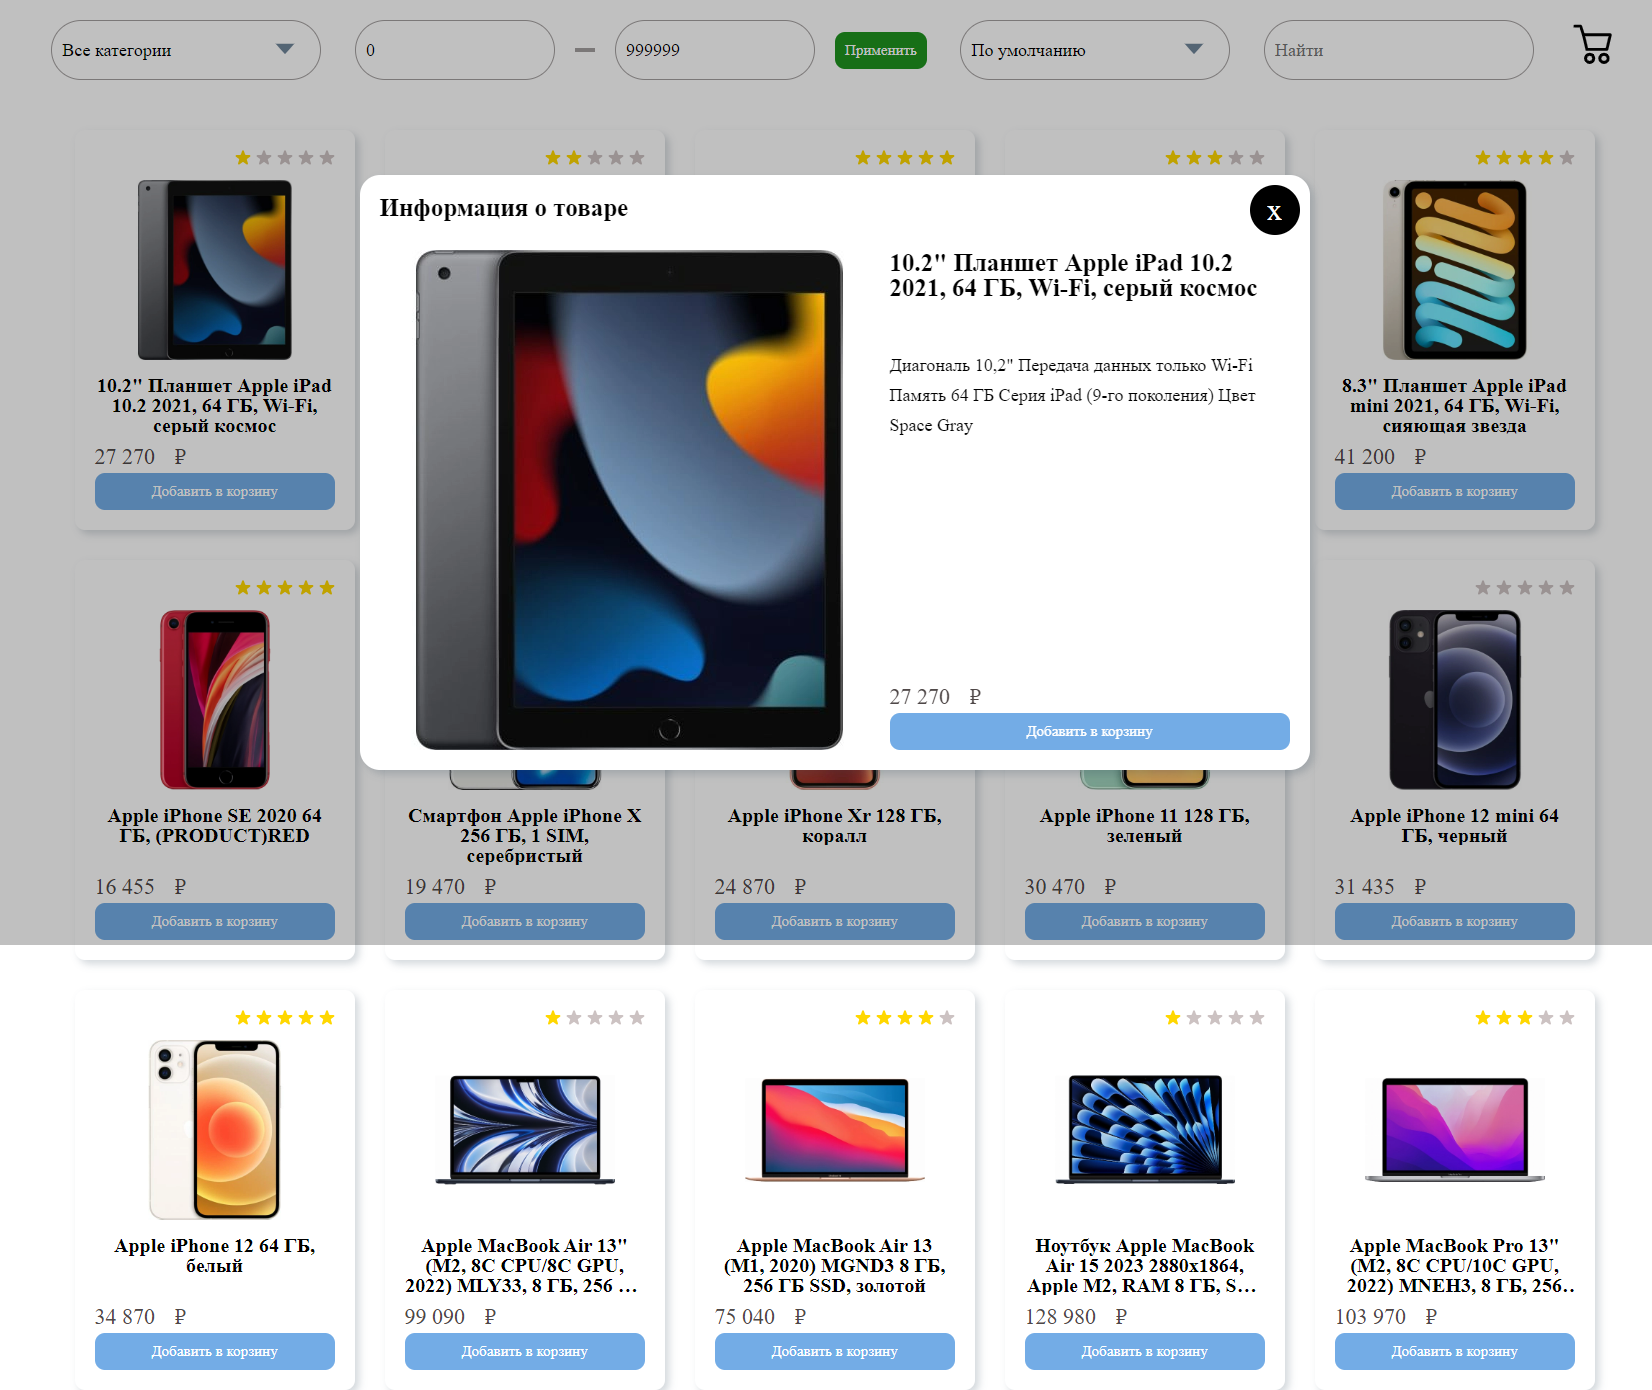 Все категории
0
999999
Применить
По умолчанию
Найти
Информация о товаре
x
10.2" Планшет Apple iPad 10.2
2021, 64 ГБ, Wi-Fi, серый космос
Диагональ 10,2" Передача данных только Wi-Fi
Память 64 ГБ Серия iPad (9-го поколения) Цвет
Space Gray
27 270 ₽
Добавить в корзину
10.2" Планшет Apple iPad
10.2 2021, 64 ГБ, Wi-Fi,
серый космос
27 270 ₽
Добавить в корзину
8.3" Планшет Apple iPad
mini 2021, 64 ГБ, Wi-Fi,
сияющая звезда
41 200 ₽
Добавить в корзину
Apple iPhone SE 2020 64
ГБ, (PRODUCT)RED
16 455 ₽
Добавить в корзину
Смартфон Apple iPhone X
256 ГБ, 1 SIM,
серебристый
19 470 ₽
Добавить в корзину
Apple iPhone Xr 128 ГБ,
коралл
24 870 ₽
Добавить в корзину
Apple iPhone 11 128 ГБ,
зеленый
30 470 ₽
Добавить в корзину
Apple iPhone 12 mini 64
ГБ, черный
31 435 ₽
Добавить в корзину
Apple iPhone 12 64 ГБ,
белый
34 870 ₽
Добавить в корзину
Apple MacBook Air 13"
(M2, 8C CPU/8C GPU,
2022) MLY33, 8 ГБ, 256 …
99 090 ₽
Добавить в корзину
Apple MacBook Air 13
(M1, 2020) MGND3 8 ГБ,
256 ГБ SSD, золотой
75 040 ₽
Добавить в корзину
Ноутбук Apple MacBook
Air 15 2023 2880x1864,
Apple M2, RAM 8 ГБ, S…
128 980 ₽
Добавить в корзину
Apple MacBook Pro 13"
(M2, 8C CPU/10C GPU,
2022) MNEH3, 8 ГБ, 256…
103 970 ₽
Добавить в корзину